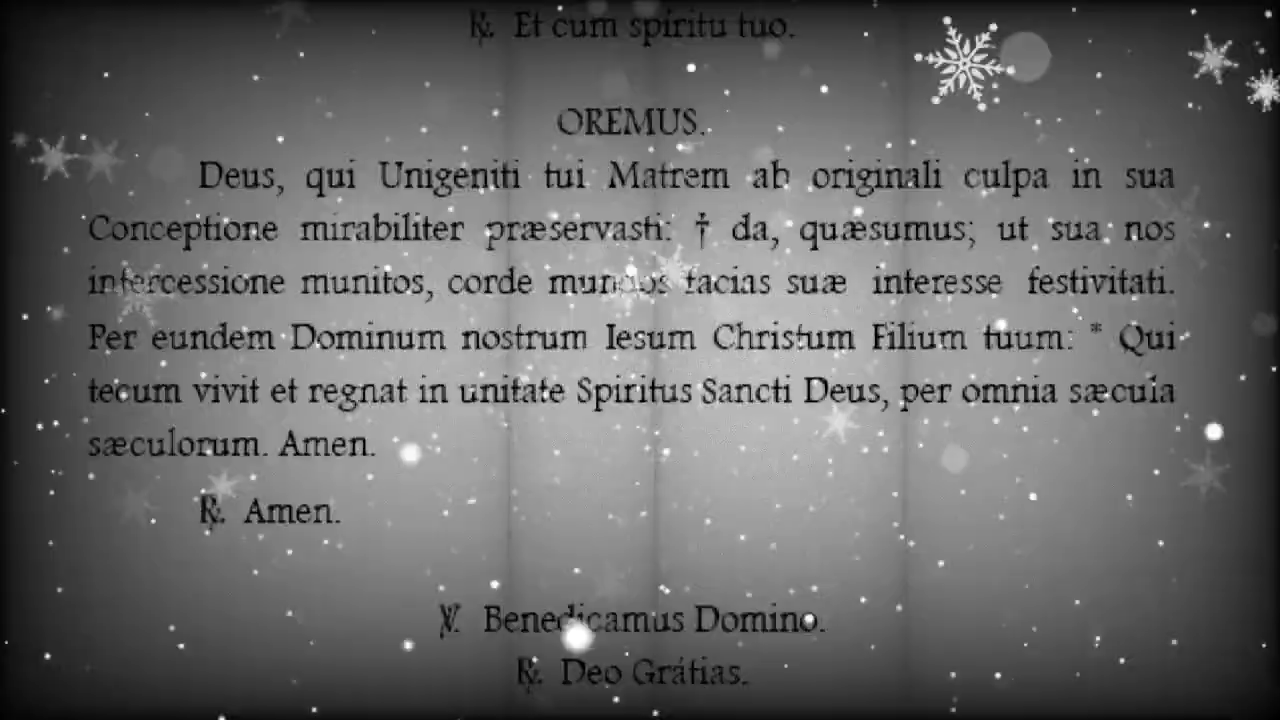 ℟. Et cum spiritu tuo.
OREMUS.
Deus, qui Unigeniti tui Matrem ab originali culpa in sua
Conceptione mirabiliter præservasti: † da, quæsumus; ut sua nos
intercessione munitos, corde mundos facias suæ interesse festivitati.
Per eundem Dominum nostrum Iesum Christum Filium tuum: * Qui
tecum vivit et regnat in unitate Spiritus Sancti Deus, per omnia sæcula
sæculorum. Amen.
℟. Amen.
℣. Benedicamus Domino.
℟. Deo Grátias.